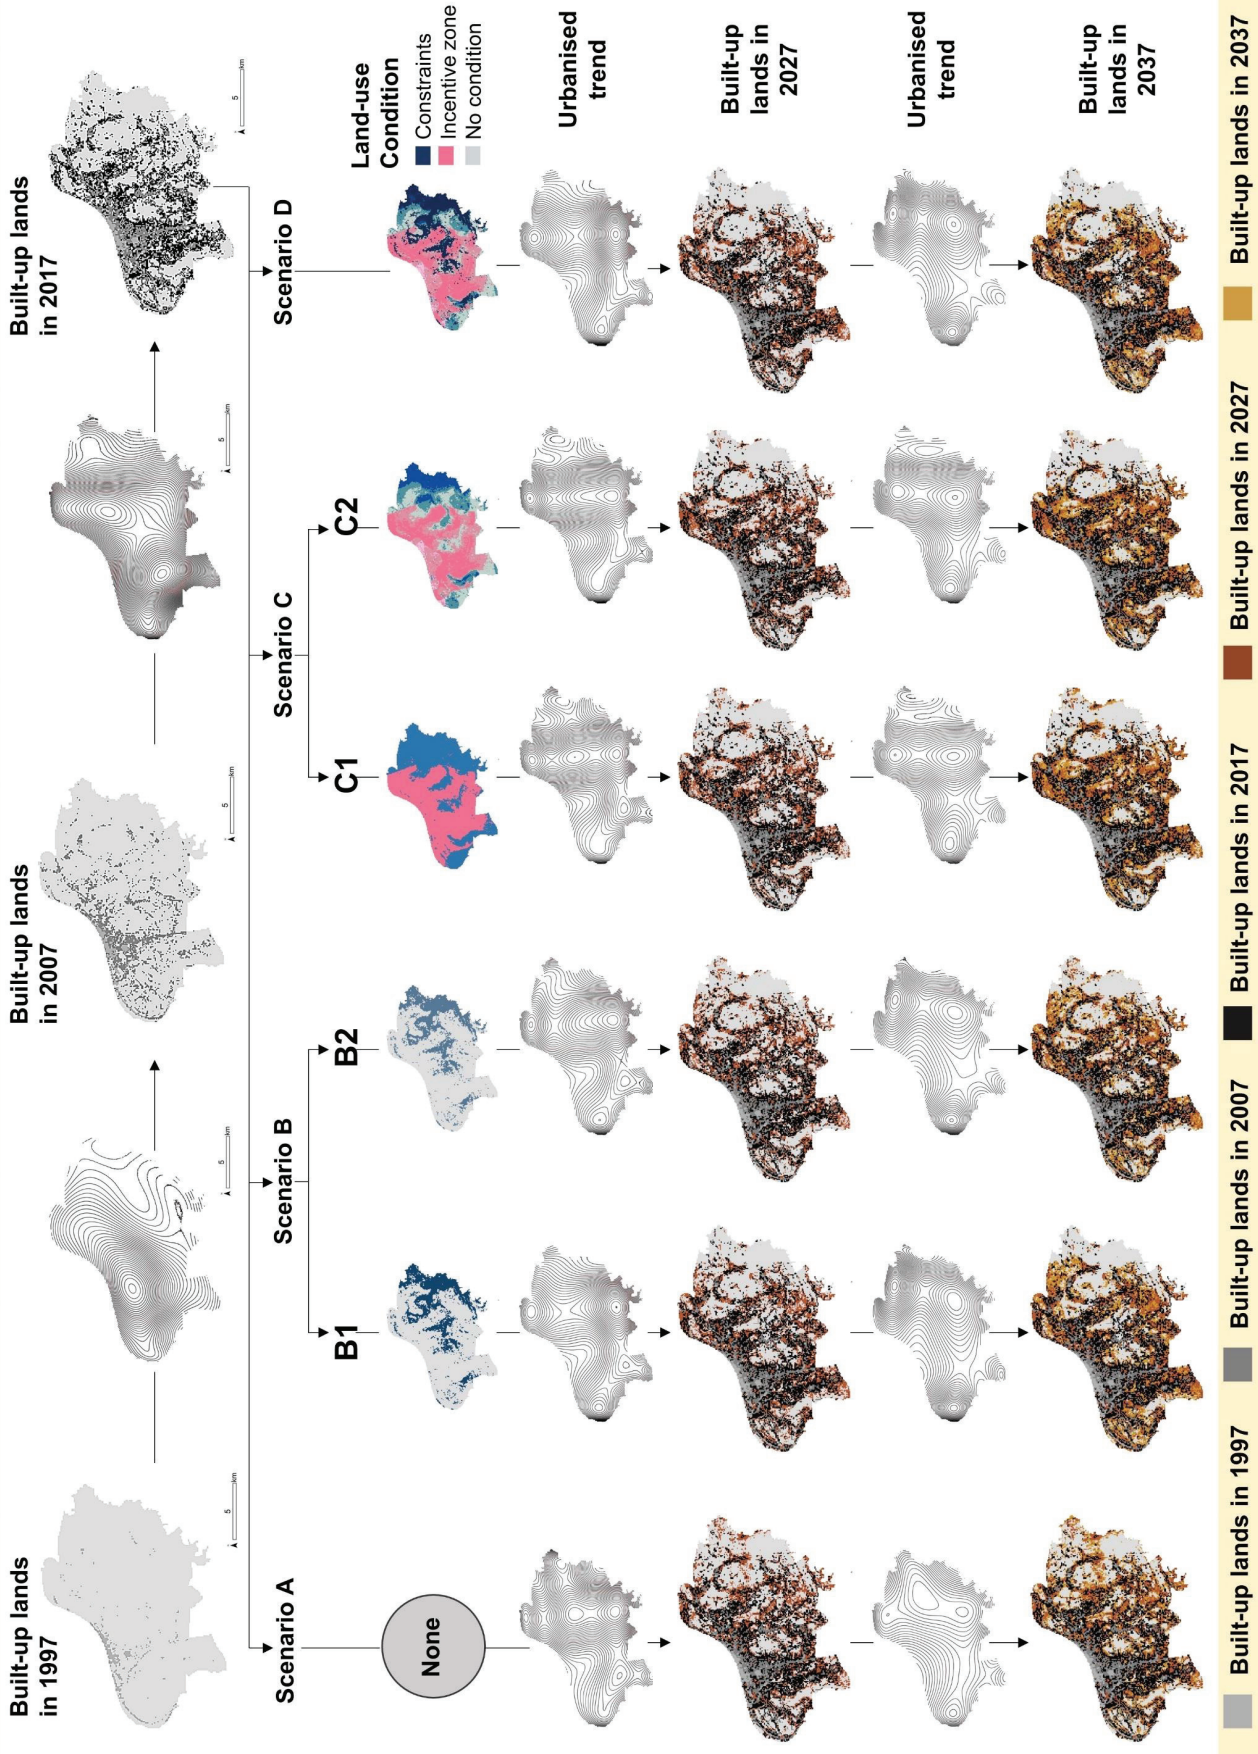 Built-up lands
in 1997
Built-up lands
in 2007
Built-up lands
in 2017
5
km
5
km
5
km
5
km
5
km
Scenario A
Scenario B
Scenario C
Scenario D
B1
B2
C1
C2
None
Land-use
Condition
Constraints
Incentive zone
No condition
Urbanised
trend
Built-up
lands in
2027
Urbanised
trend
Built-up
lands in
2037
Built-up lands in 1997
Built-up lands in 2007
Built-up lands in 2017
Built-up lands in 2027
Built-up lands in 2037